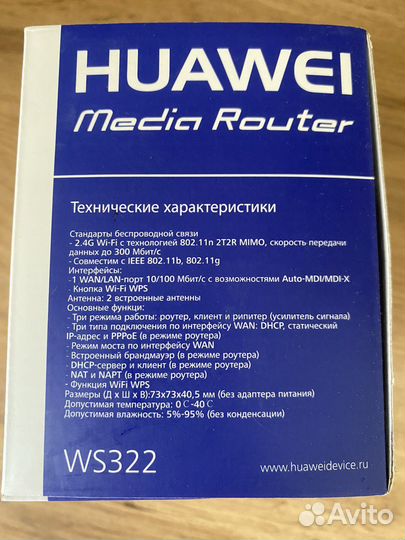 HUAWEI
Media Router
Технические характеристики
Стандарты беспроводной связи
- 2.4G Wi-Fi с технологией 802.11n 2T2R MIMO, скорость передачи
данных до 300 Мбит/с
- Совместим с IEEE 802.11b, 802.11g
Интерфейсы:
- 1 WAN/LAN-порт 10/100 Мбит/с с возможностями Auto-MDI/MDI-X
- Кнопка Wi-Fi WPS
Антенна: 2 встроенные антенны
Основные функци:
- Три режима работы: роутер, клиент и рипитер (усилитель сигнала)
- Три типа подключения по интерфейсу WAN: DHCP, статический
IP-адрес и PPPoE (в режиме роутера)
- Режим моста по интерфейсу WAN
- Встроенный брандмауэр (в режиме роутера)
- DHCP-сервер и клиент (в режиме роутера)
- NAT и NAPT (в режиме роутера)
- Функция WiFi WPS
Размеры (Д х Ш х В):73х73х40,5 мм (без адаптера питания)
Допустимая температура: 0℃-40℃
Допустимая влажность: 5%-95% (без конденсации)
WS322
www.huaweidevice.ru
Avito